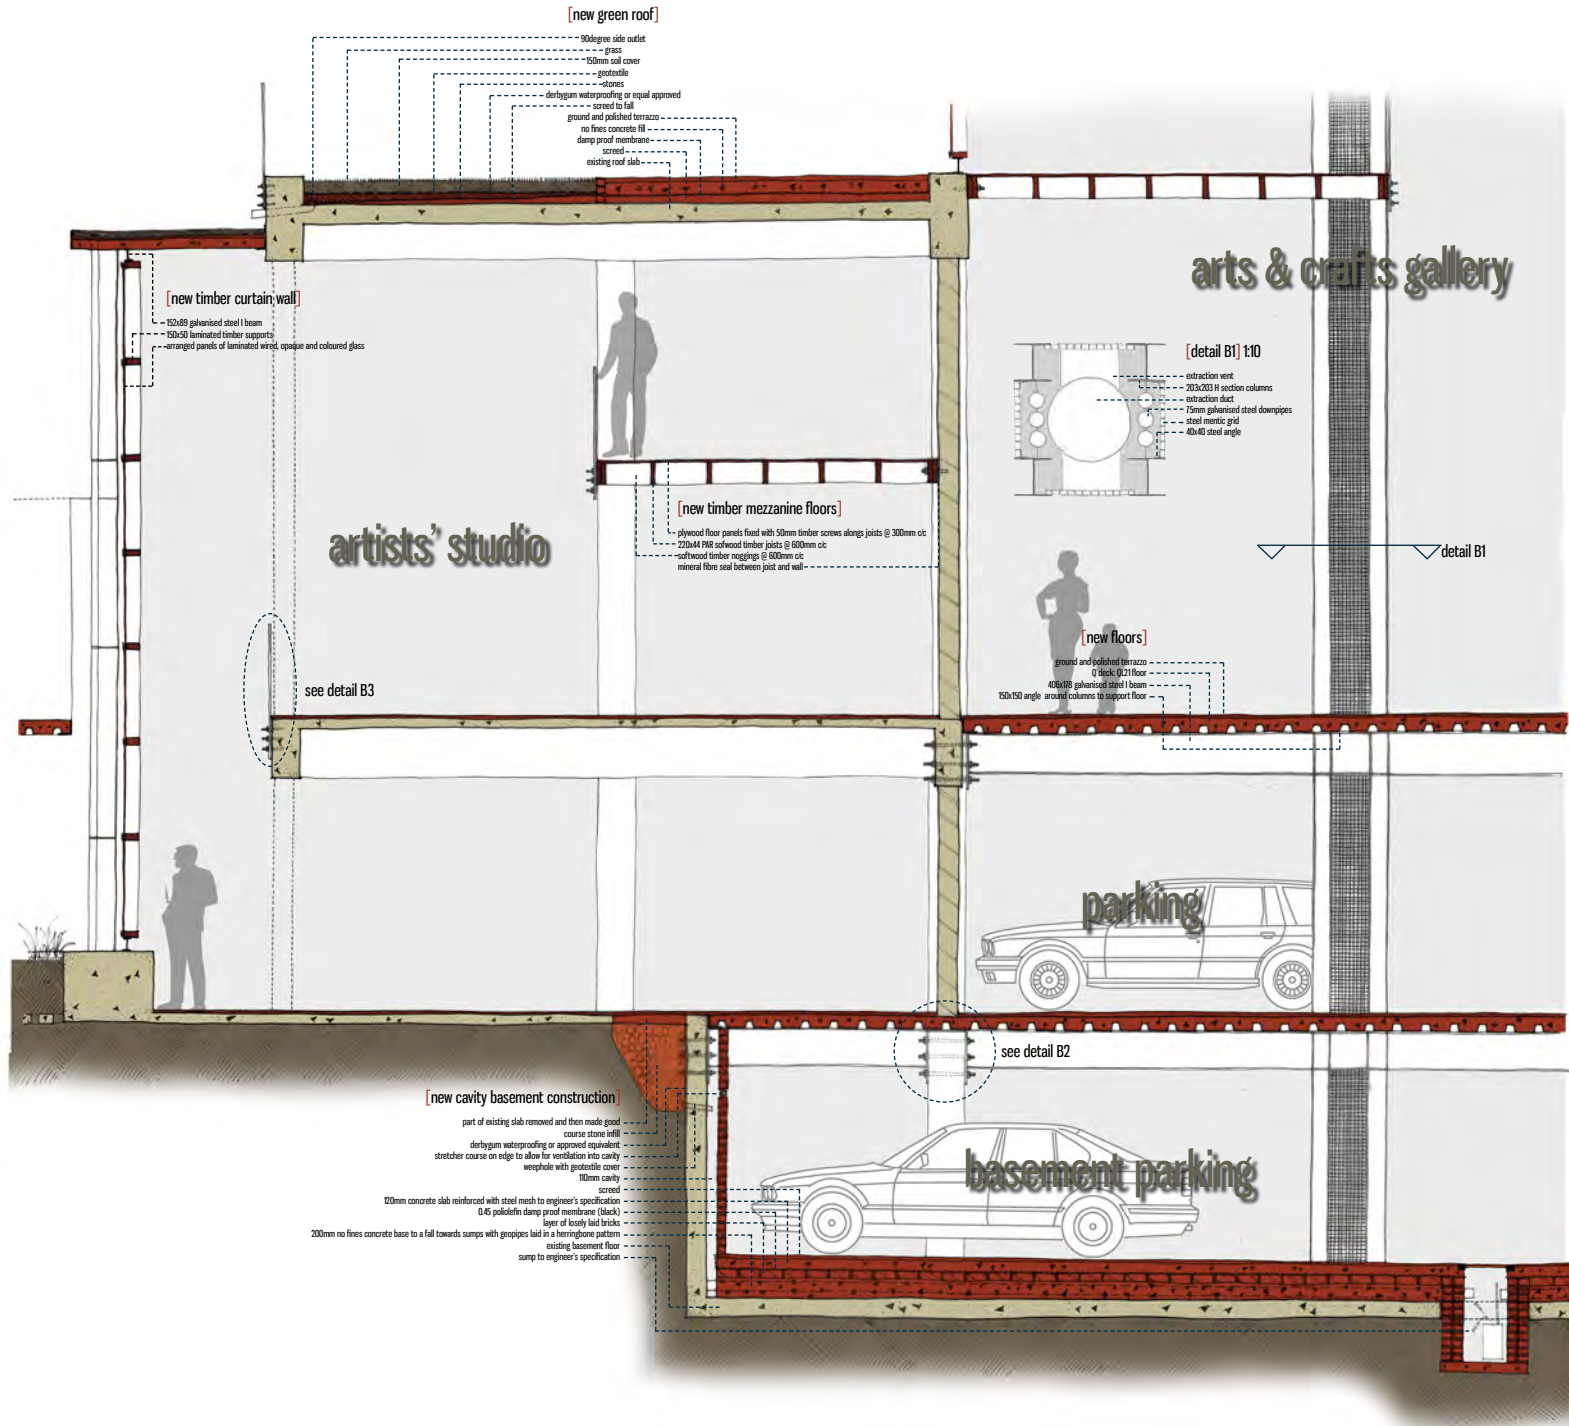 [new green roof]
90degree side outlet
grass
150mm soil cover
geotextile
stones
derbygum waterproofing or equal approved
screed to fall
ground and polished terrazzo
no fines concrete fill
damp proof membrane
screed
existing roof slab
arts & crafts gallery
[new timber curtain wall]
152x89 galvanised steel I beam
150x50 laminated timber supports
arranged panels of laminated wired, opaque and coloured glass
[detail B1] 1:10
extraction vent
203x203 H section columns
extraction duct
75mm galvanised steel downpipes
steel mentic grid
40x40 steel angle
[new timber mezzanine floors]
plywood floor panels fixed with 50mm timber screws alongs joists @ 300mm c/c
220x44 PAR sofwood timber joists @ 600mm c/c
softwood timber noggings @ 600mm c/c
mineral fibre seal between joist and wall
artists' studio
detail B1
[new floors]
ground and polished terrazzo
Q deck: QL21 floor
406x178 galvanised steel I beam
150x150 angle around columns to support floor
see detail B3
parking
see detail B2
[new cavity basement construction]
part of existing slab removed and then made good
course stone infill
derbygum waterproofing or approved equivalent
stretcher course on edge to allow for ventilation into cavity
weephole with geotextile cover
110mm cavity
screed
120mm concrete slab reinforced with steel mesh to engineer's specification
0.45 poliolefin damp proof membrane (black)
layer of losely laid bricks
200mm no fines concrete base to a fall towards sumps with geopipes laid in a herringbone pattern
existing basement floor
sump to engineer's specification
basement parking